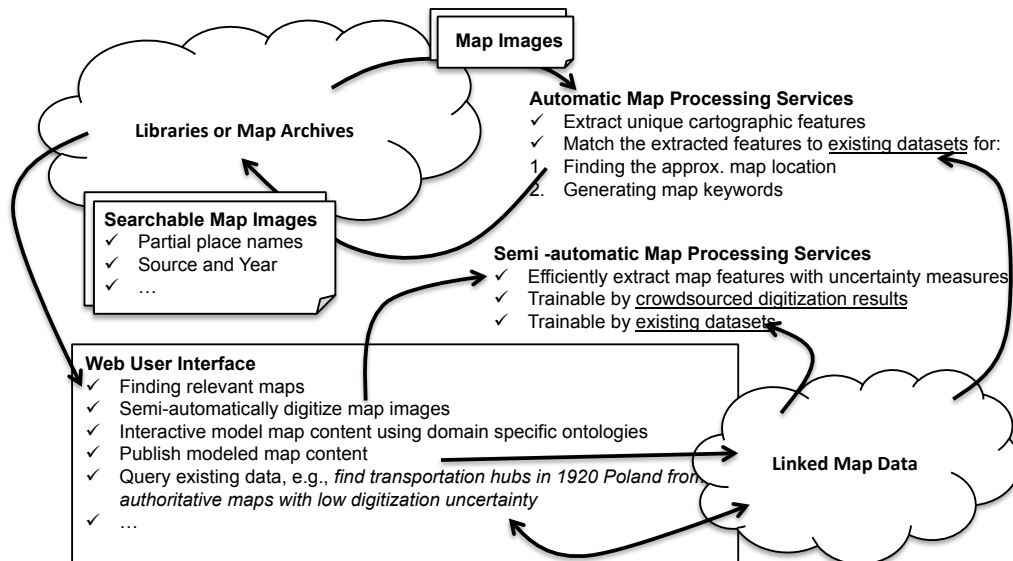 Map Images
Libraries or Map Archives
Automatic Map Processing Services
✓ Extract unique cartographic features
✓ Match the extracted features to existing datasets for:
1. Finding the approx. map location
2. Generating map keywords
Searchable Map Images
✓ Partial place names
✓ Source and Year
✓ …
Semi -automatic Map Processing Services
✓ Efficiently extract map features with uncertainty measures
✓ Trainable by crowdsourced digitization results
✓ Trainable by existing datasets
Web User Interface
✓ Finding relevant maps
✓ Semi-automatically digitize map images
✓ Interactive model map content using domain specific ontologies
✓ Publish modeled map content
✓ Query existing data, e.g., find transportation hubs in 1920 Poland from
authoritative maps with low digitization uncertainty
✓ …
Linked Map Data